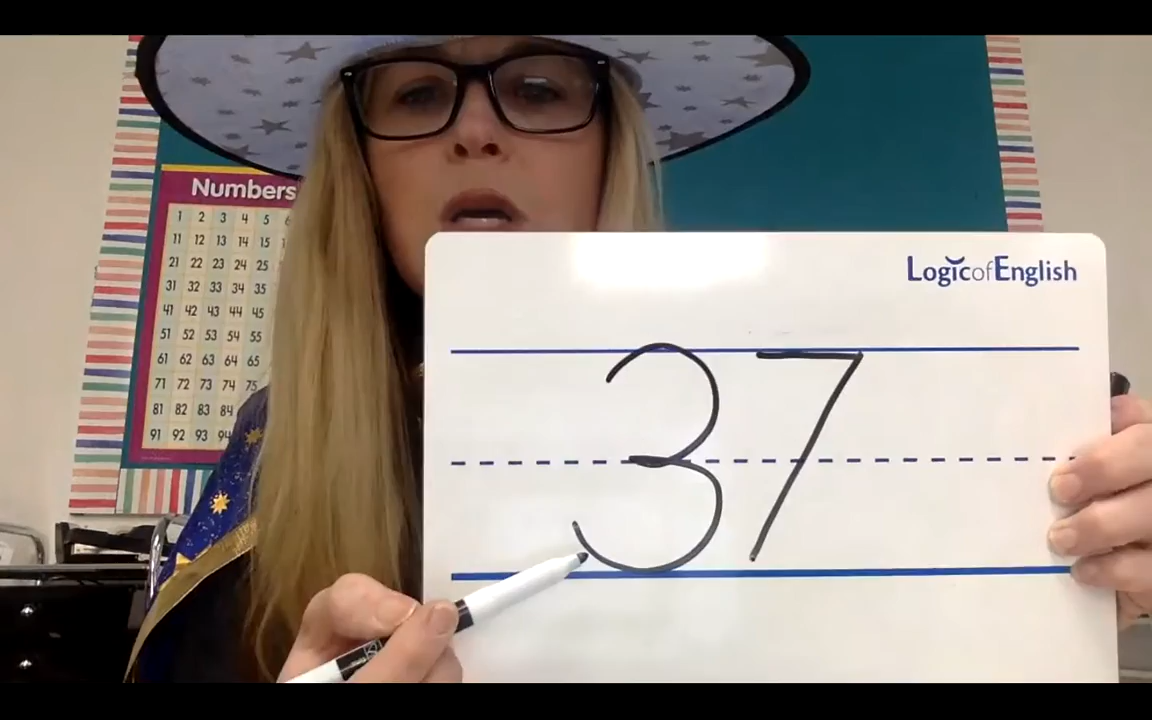 Numbers
1 2 3 4 5 6
11 12 13 14 15
21 22 23 24 25
31 32 33 34 35
41 42 43 44 45
51 52 53 54 55
61 62 63 64 65
71 72 73 74 75
81 82 83 84
91 92 93 94
LogicofEnglish
37